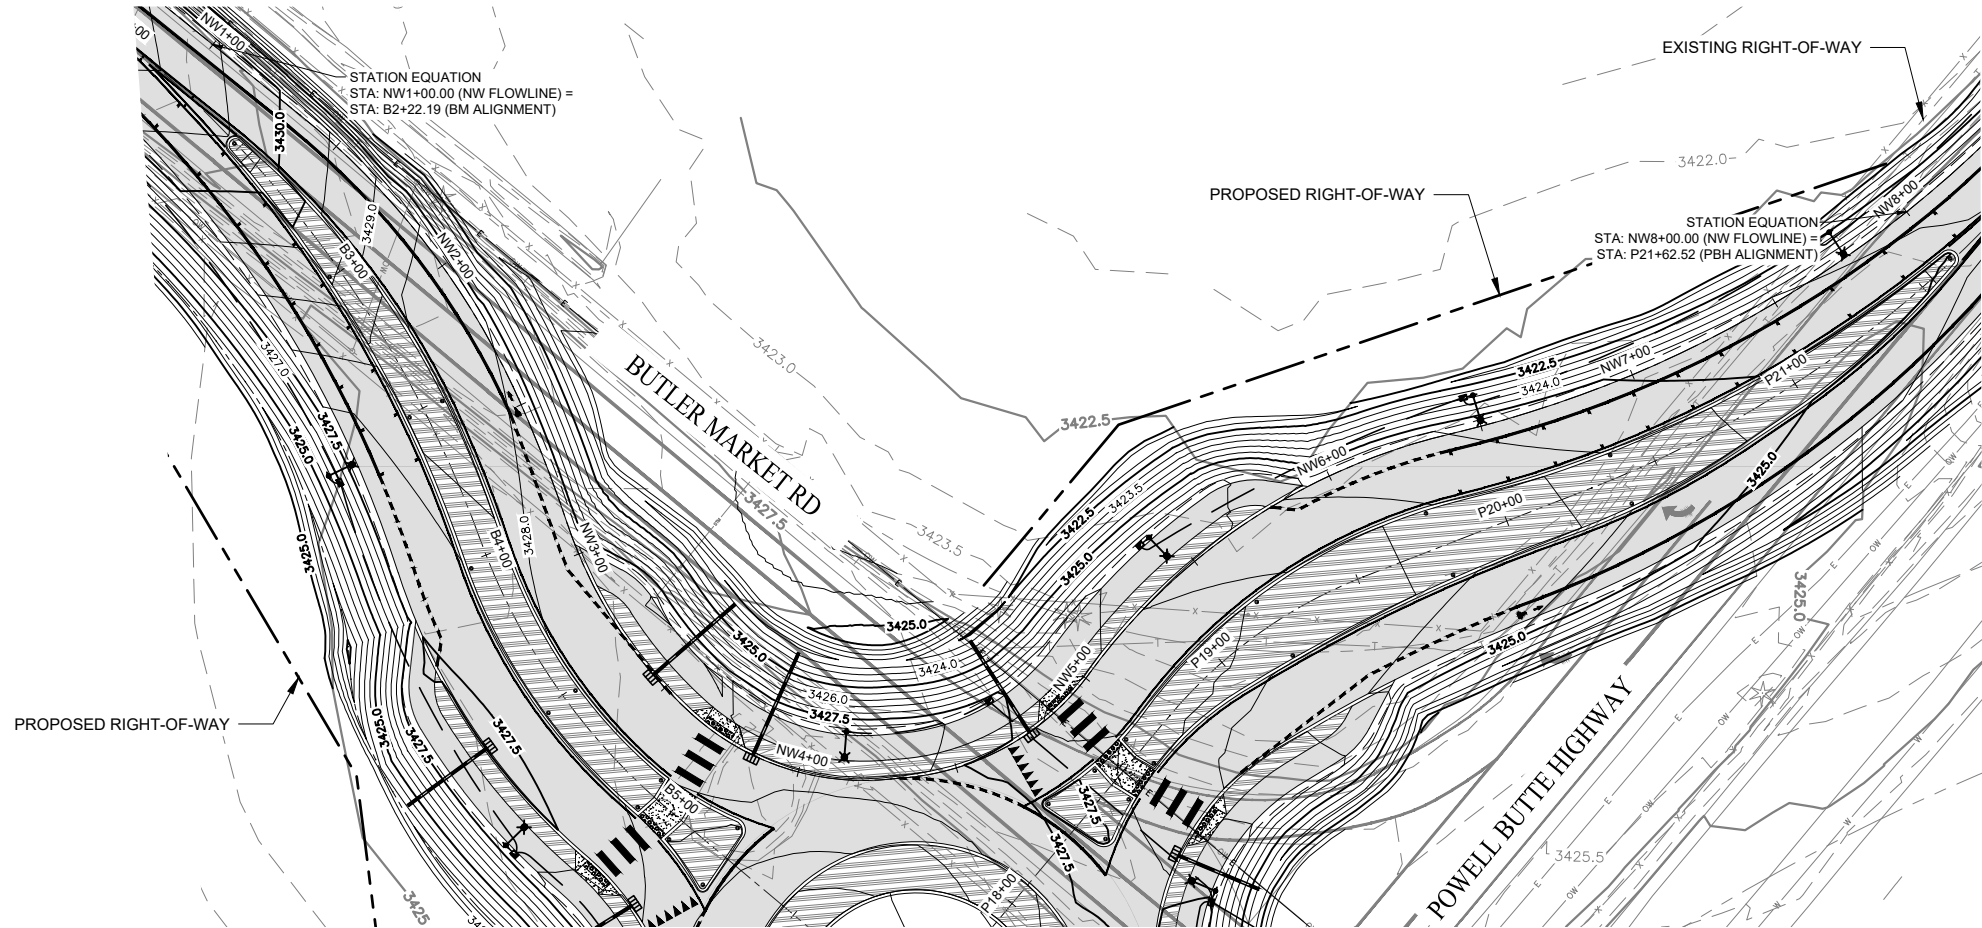 NW1+00
STATION EQUATION
STA: NW1+00.00 (NW FLOWLINE) =
STA: B2+22.19 (BM ALIGNMENT)
EXISTING RIGHT-OF-WAY
3430.0
3422.0
PROPOSED RIGHT-OF-WAY
NW8+00
STATION EQUATION
STA: NW8+00.00 (NW FLOWLINE) =
STA: P21+62.52 (PBH ALIGNMENT)
3429.0
B3+00
NW2+00
3427.0
3423.0
BUTLER MARKET RD
3422.5
3424.0
NW7+00
P21+00
3427.5
3425.0
3422.5
NW6+00
3425.0
3427.5
3423.5
3422.5
P20+00
3428.0
B4+00
NW3+00
3425.0
3423.5
3425.0
3425.0
3425.0
3425.0
3425.0
3424.0
P19+00
NW5+00
3426.0
3427.5
PROPOSED RIGHT-OF-WAY
3425.0
3427.5
3427.5
NW4+00
B5+00
3427.5
3427.5
POWELL BUTTE HIGHWAY
3425.5
P18+00
3425